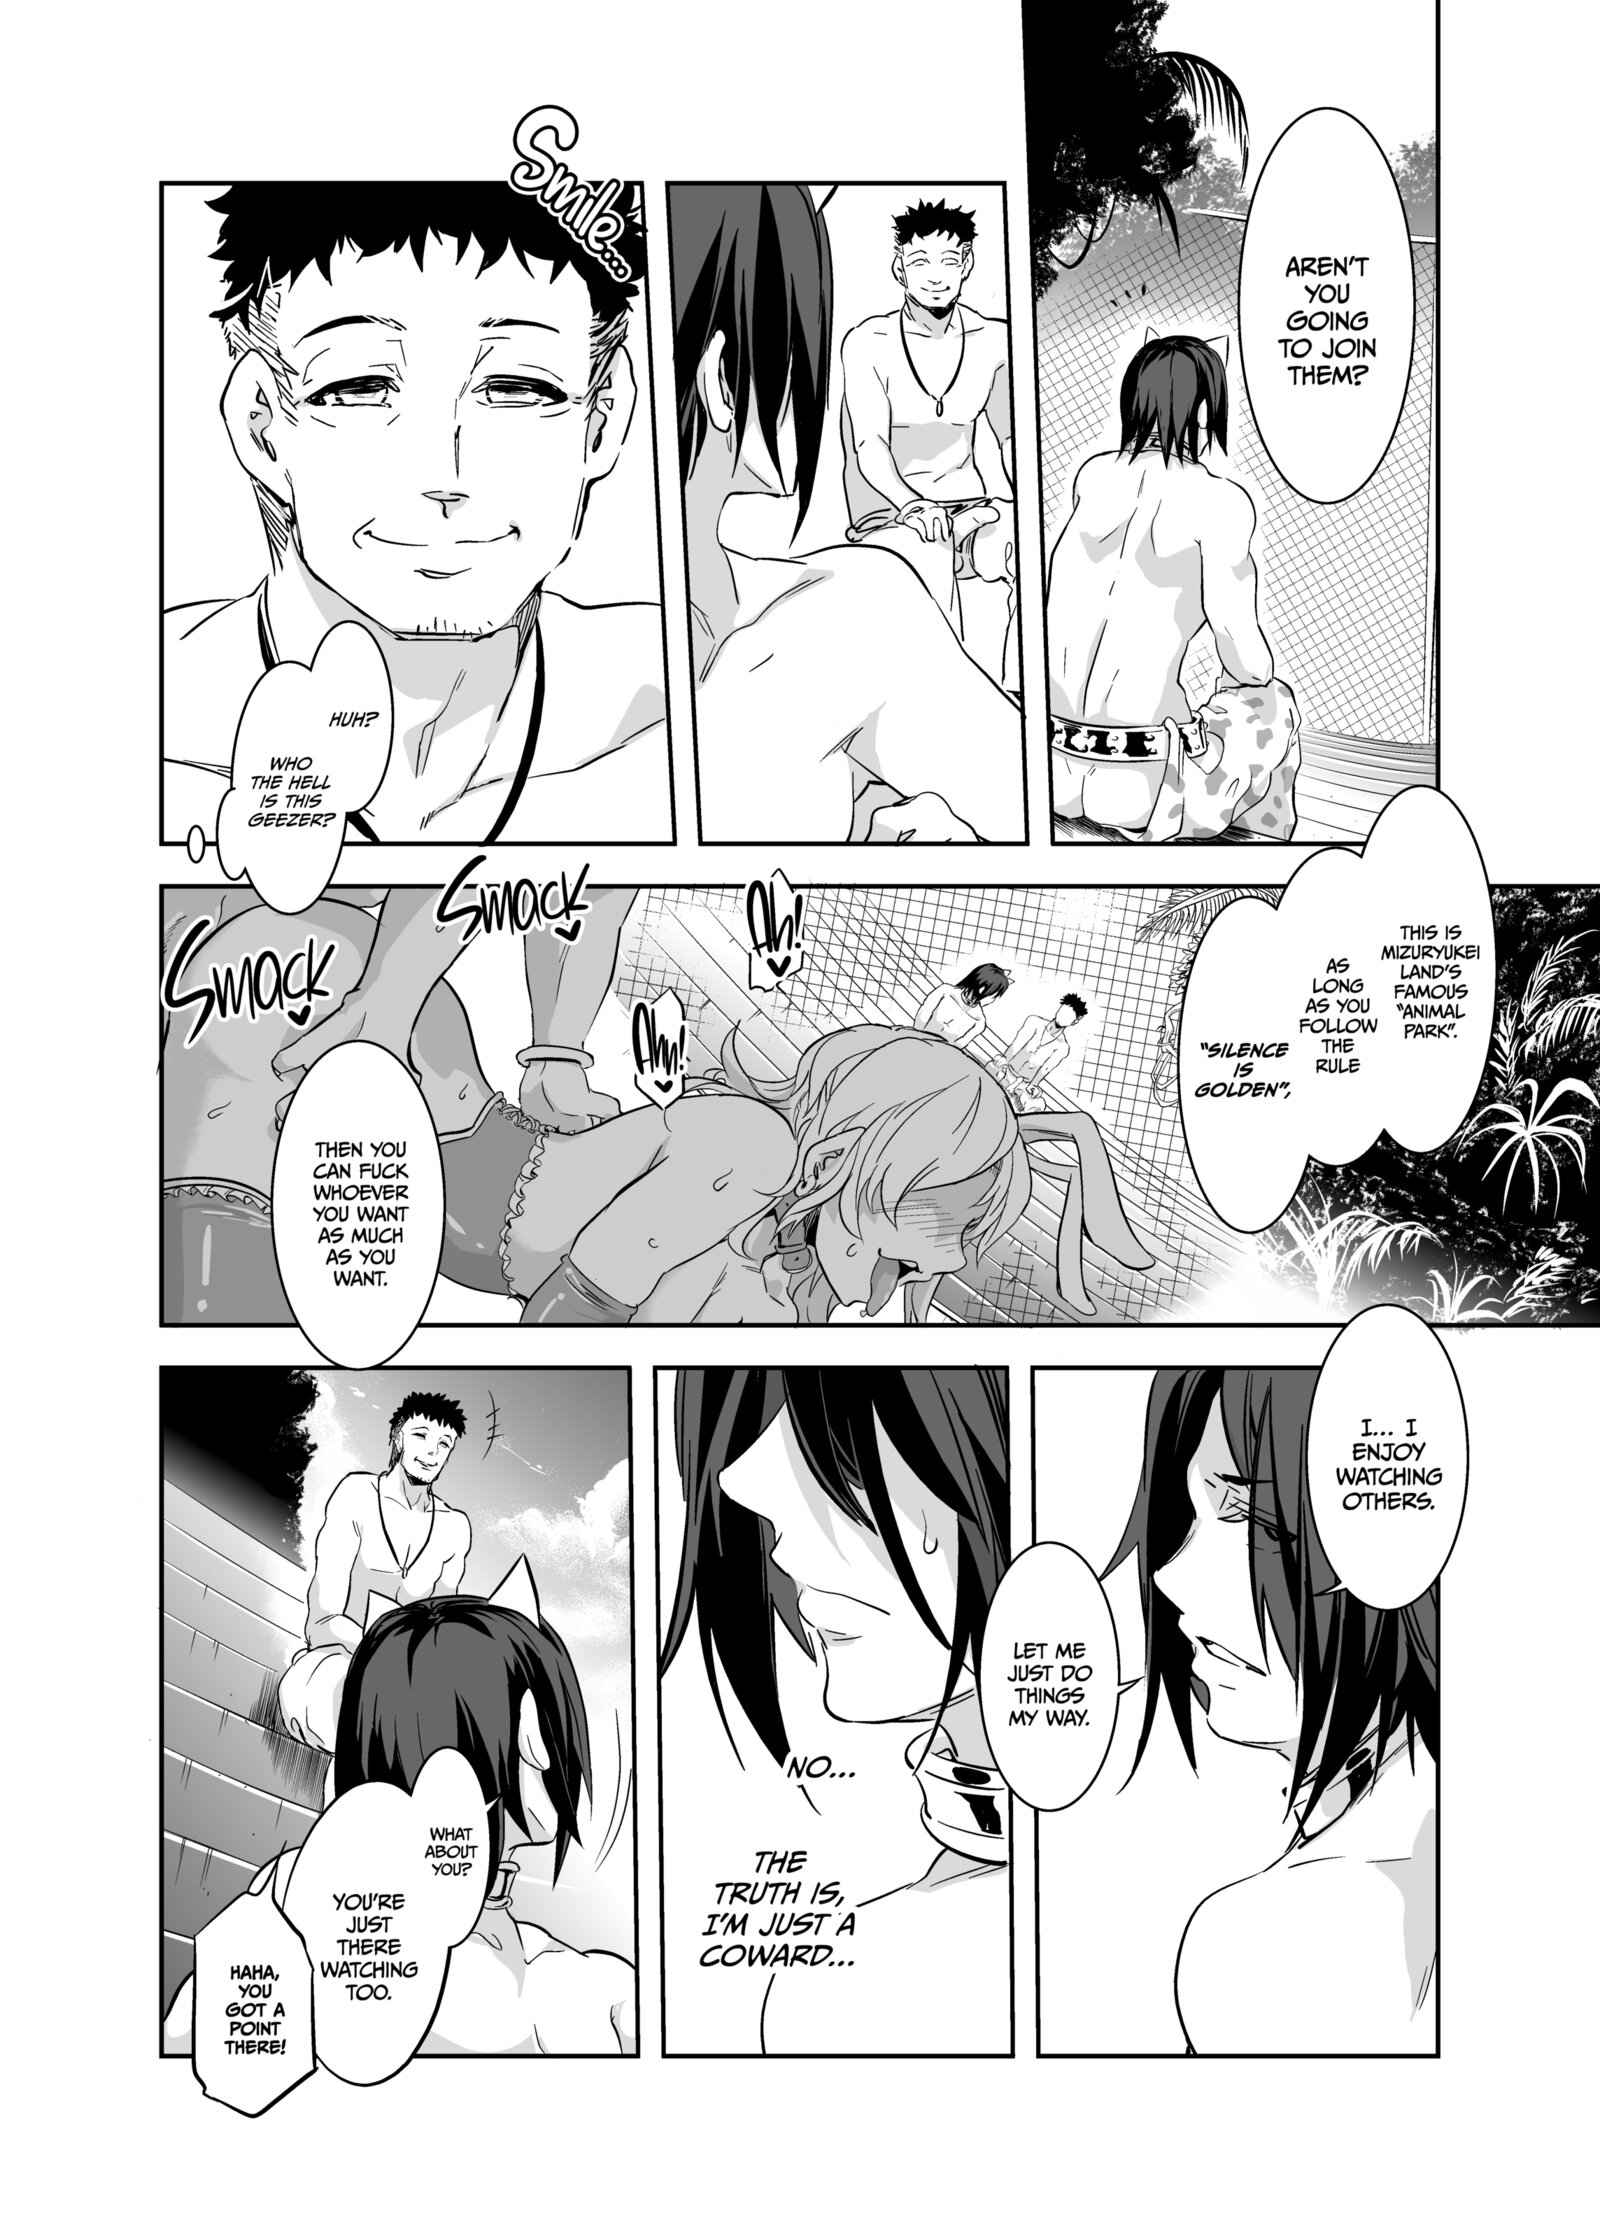 AREN'T
YOU
GOING
TO JOIN
THEM?
Smile....
HUH?
WHO
THE HELL
IS THIS
GEEZER?
THIS IS
MIZURYUKEI
LAND'S
FAMOUS
"ANIMAL
PARK".
AS
LONG
AS YOU
FOLLOW
THE
RULE
"SILENCE
IS
GOLDEN",
Ah!
Ahh!
SMACK
SMACK
THEN YOU
CAN FUCK
WHOEVER
YOU WANT
AS MUCH
AS YOU
WANT.
I... I
ENJOY
WATCHING
OTHERS.
LET ME
JUST DO
THINGS
MY WAY.
NO...
THE
TRUTH IS,
I'M JUST A
COWARD...
WHAT
ABOUT
YOU?
YOU'RE
JUST
THERE
WATCHING
TOO.
HAHA,
YOU
GOT A
POINT
THERE!